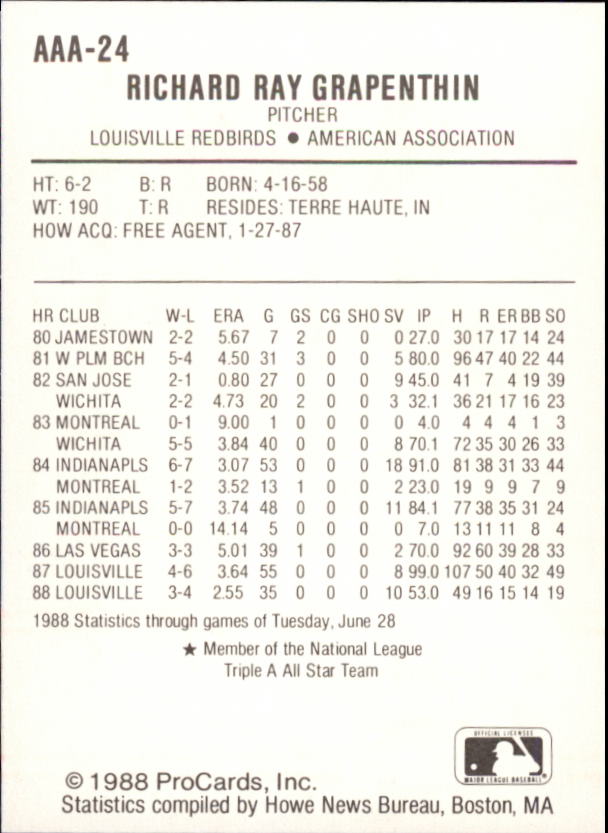 AAA-24
RICHARD RAY GRAPENTHIN
PITCHER
LOUISVILLE REDBIRDS ● AMERICAN ASSOCIATION
HT: 6-2 B: R BORN: 4-16-58
WT: 190 T: R RESIDES: TERRE HAUTE, IN
HOW ACQ: FREE AGENT, 1-27-87
HR CLUB W-L ERA G GS CG SHO SV IP H R ER BB SO
80 JAMESTOWN 2-2 5.67 7 2 0 0 0 27.0 30 17 17 14 24
81 W PLM BCH 5-4 4.50 31 3 0 0 5 80.0 96 47 40 22 44
82 SAN JOSE 2-1 0.80 27 0 0 0 9 45.0 41 7 4 19 39
WICHITA 2-2 4.73 20 2 0 0 3 32.1 36 21 17 16 23
83 MONTREAL 0-1 9.00 1 0 0 0 0 4.0 4 4 4 1 3
WICHITA 5-5 3.84 40 0 0 0 8 70.1 72 35 30 26 33
84 INDIANAPLS 6-7 3.07 53 0 0 0 18 91.0 81 38 31 33 44
MONTREAL 1-2 3.52 13 1 0 0 2 23.0 19 9 9 7 9
85 INDIANAPLS 5-7 3.74 48 0 0 0 11 84.1 77 38 35 31 24
MONTREAL 0-0 14.14 5 0 0 0 0 7.0 13 11 11 8 4
86 LAS VEGAS 3-3 5.01 39 1 0 0 2 70.0 92 60 39 28 33
87 LOUISVILLE 4-6 3.64 55 0 0 0 8 99.0 107 50 40 32 49
88 LOUISVILLE 3-4 2.55 35 0 0 0 10 53.0 49 16 15 14 19
1988 Statistics through games of Tuesday, June 28
★ Member of the National League
Triple A All Star Team
OFFICIAL LICENSEE
MAJOR LEAGUE BASEBALL
© 1988 ProCards, Inc.
Statistics compiled by Howe News Bureau, Boston, MA